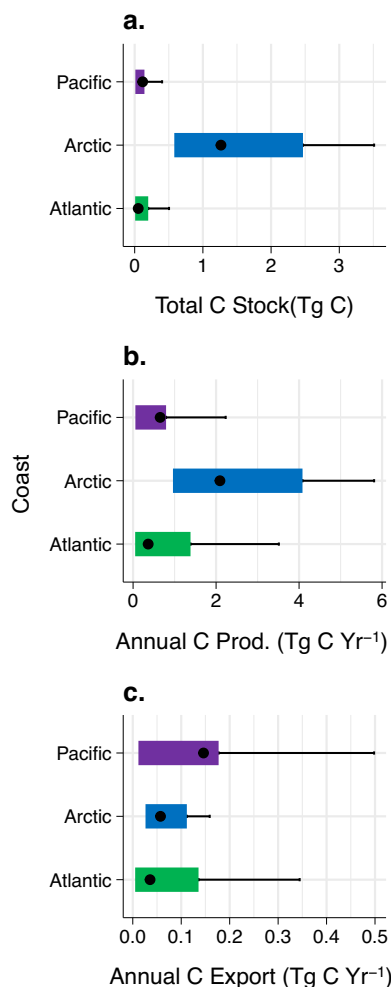 a.
Pacific
Arctic
Atlantic
0 1 2 3
Total C Stock(Tg C)
b.
Coast
Pacific
Arctic
Atlantic
0 2 4 6
Annual C Prod. (Tg C Yr⁻¹)
c.
Pacific
Arctic
Atlantic
0.0 0.1 0.2 0.3 0.4 0.5
Annual C Export (Tg C Yr⁻¹)